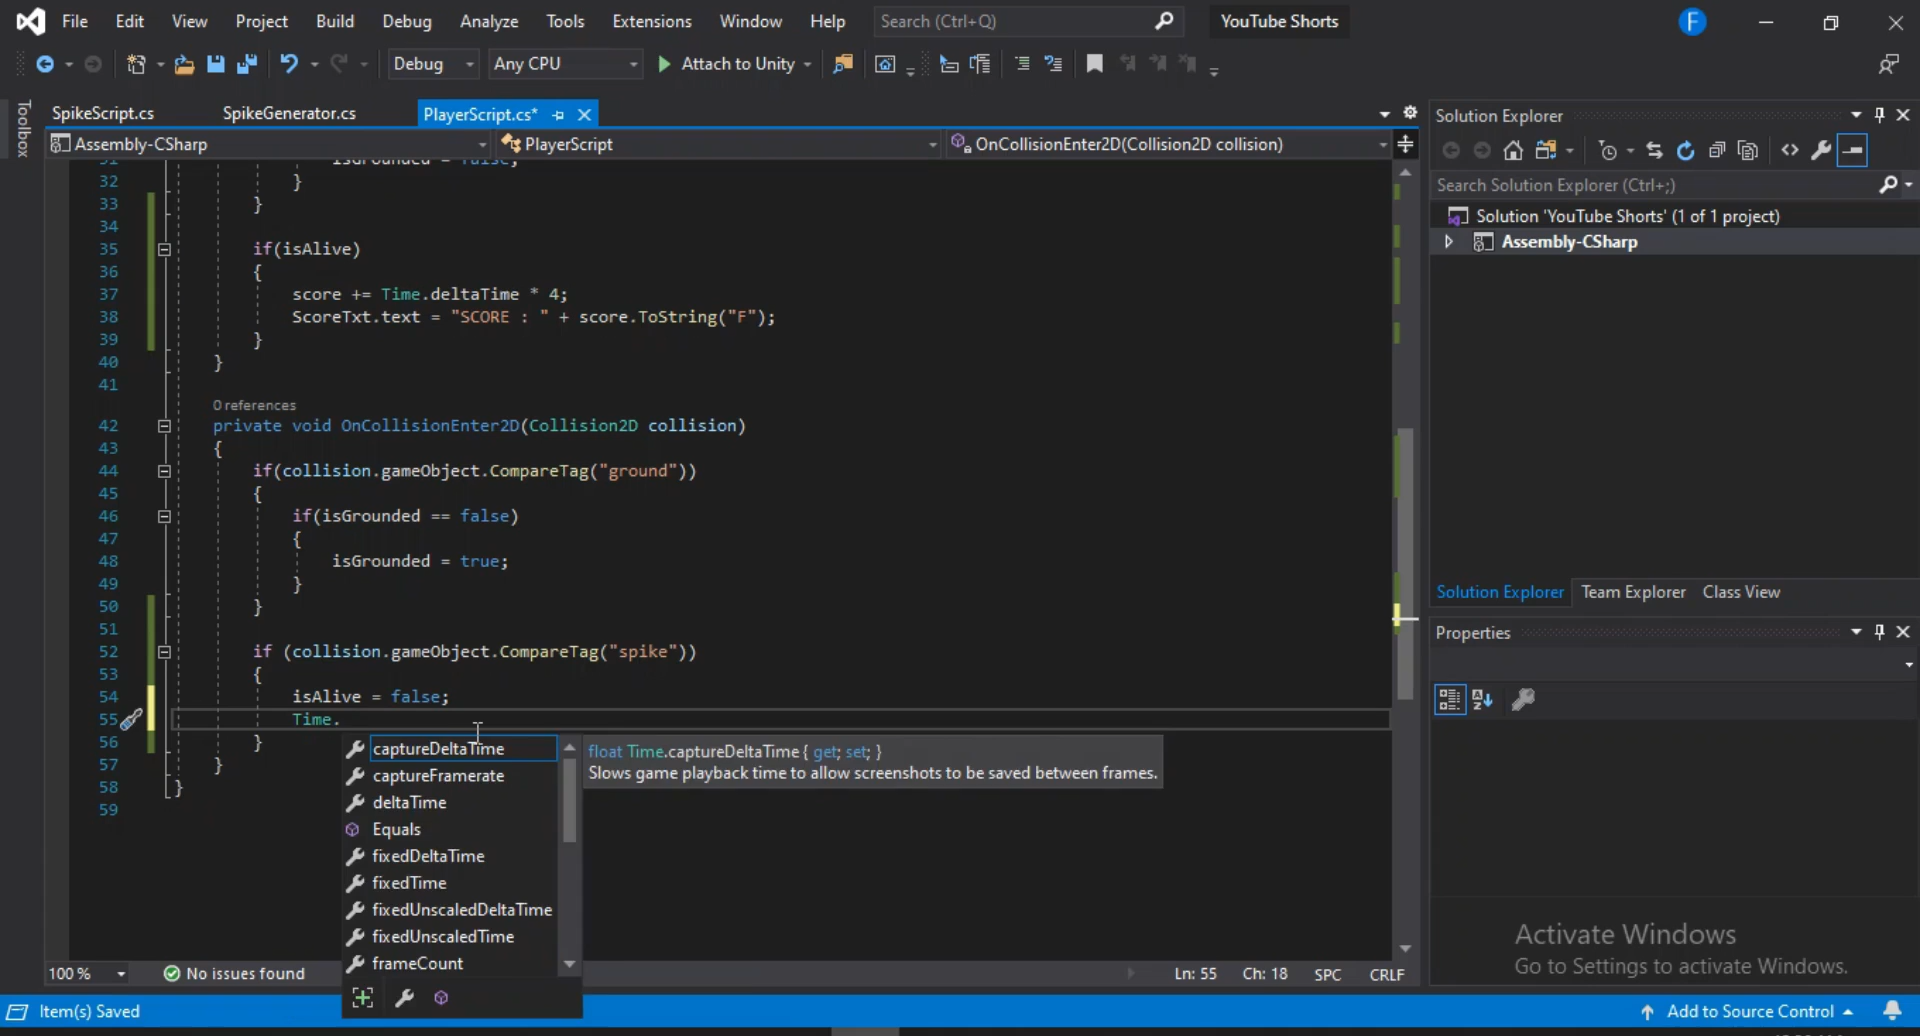 File Edit View Project Build Debug Analyze Tools Extensions Window Help Search (Ctrl+Q) YouTube Shorts F
Debug Any CPU Attach to Unity
Toolbox
SpikeScript.cs SpikeGenerator.cs PlayerScript.cs*
Assembly-CSharp PlayerScript OnCollisionEnter2D(Collision2D collision)
31 isGrounded = false;
32 }
33 }
34
35 if(isAlive)
36 {
37 score += Time.deltaTime * 4;
38 ScoreTxt.text = "SCORE : " + score.ToString("F");
39 }
40 }
41
0 references
42 private void OnCollisionEnter2D(Collision2D collision)
43 {
44 if(collision.gameObject.CompareTag("ground"))
45 {
46 if(isGrounded == false)
47 {
48 isGrounded = true;
49 }
50 }
51
52 if (collision.gameObject.CompareTag("spike"))
53 {
54 isAlive = false;
55 Time.
56 }
57 }
58 }
59
captureDeltaTime
captureFramerate
deltaTime
Equals
fixedDeltaTime
fixedTime
fixedUnscaledDeltaTime
fixedUnscaledTime
frameCount
float Time.captureDeltaTime { get; set; }
Slows game playback time to allow screenshots to be saved between frames.
100 % No issues found Ln: 55 Ch: 18 SPC CRLF
Solution Explorer
Search Solution Explorer (Ctrl+;)
Solution 'YouTube Shorts' (1 of 1 project)
Assembly-CSharp
Solution Explorer Team Explorer Class View
Properties
Activate Windows
Go to Settings to activate Windows.
Item(s) Saved Add to Source Control